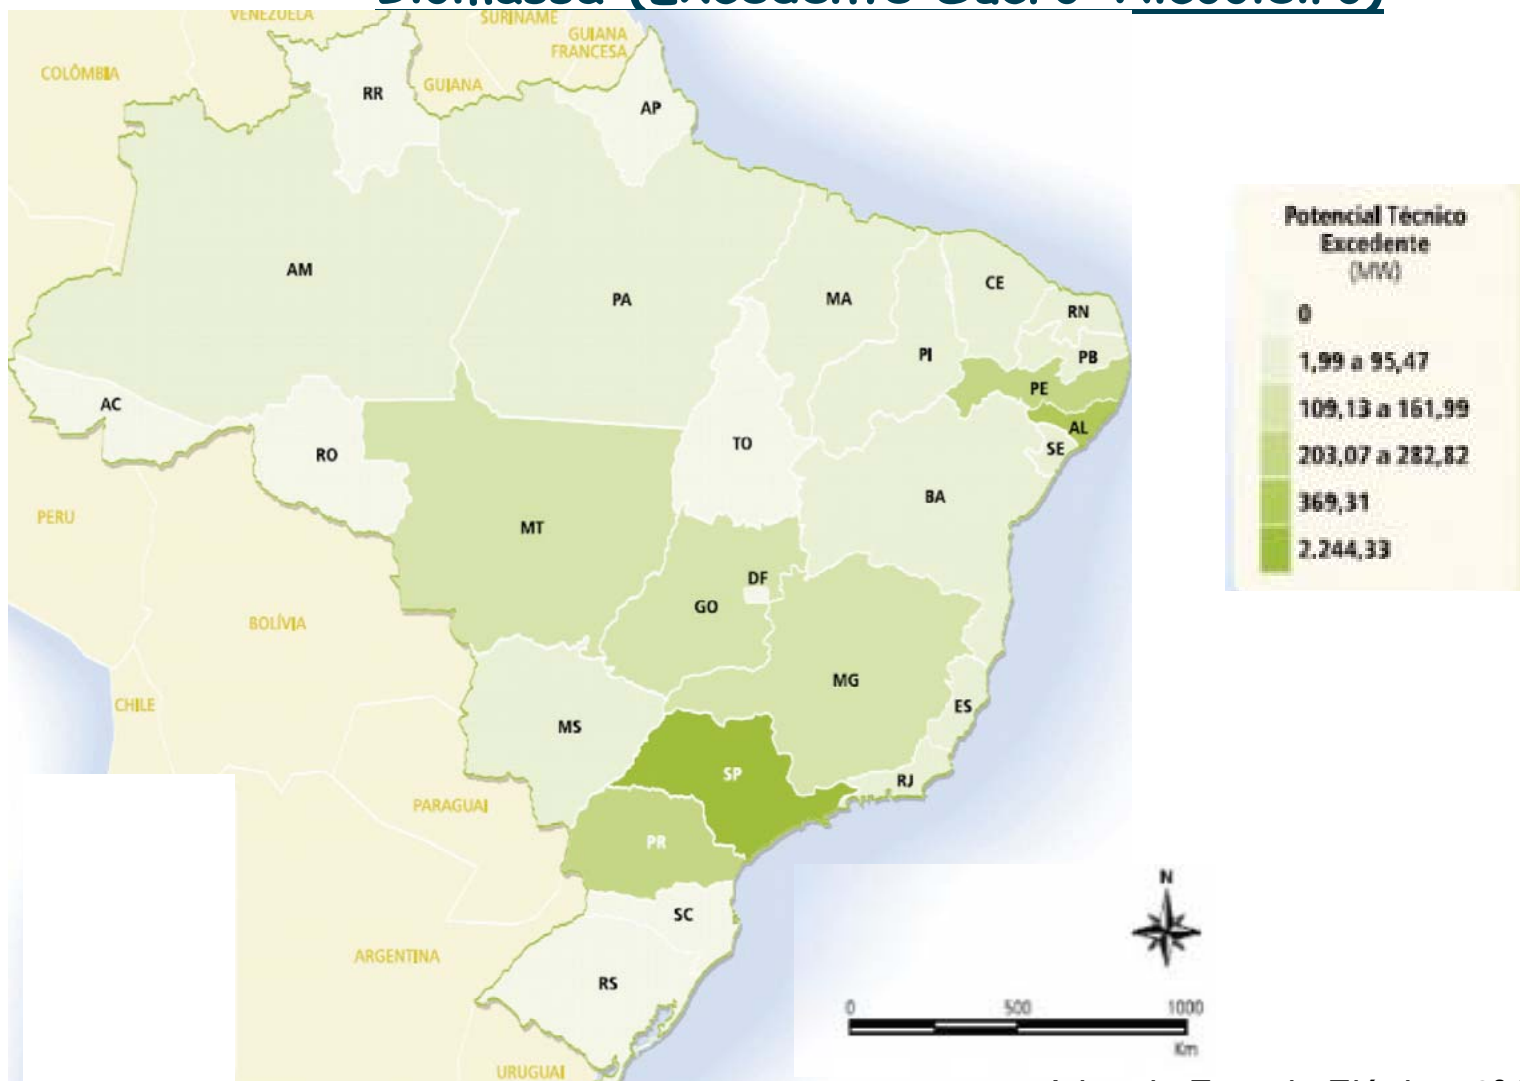 VENEZUELA
SURINAME
GUIANA
FRANCESA
COLÔMBIA
GUIANA
RR
AP
AM
PA
MA
CE
RN
PI
PB
PE
AC
AL
TO
SE
RO
BA
PERU
MT
DF
GO
BOLÍVIA
MG
CHILE
ES
MS
SP
RJ
PARAGUAI
PR
SC
ARGENTINA
RS
URUGUAI
Potencial Técnico
Excedente
(MW)
0
1,99 a 95,47
109,13 a 161,99
203,07 a 282,82
369,31
2.244,33
N
0 500 1000
Km